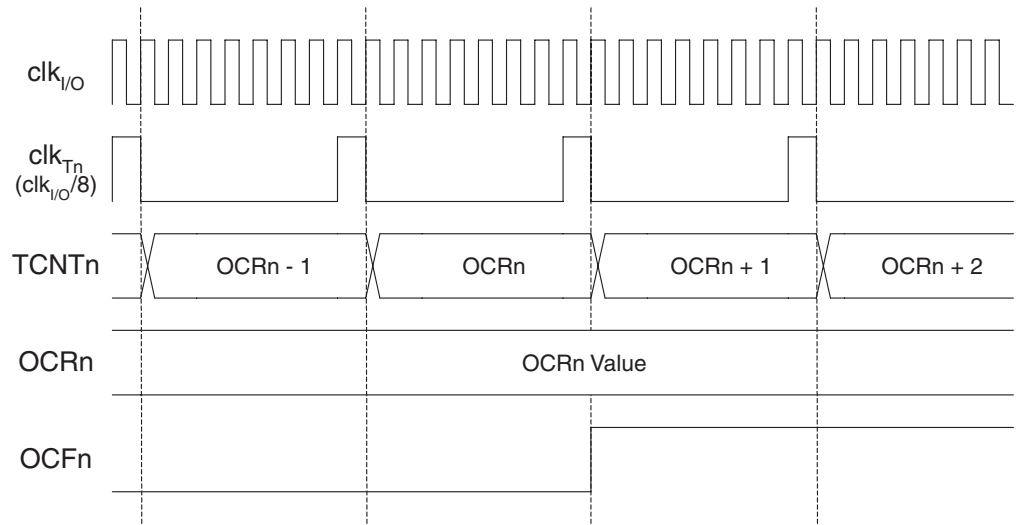 clkI/O
clkTn
(clkI/O/8)
TCNTn
OCRn - 1
OCRn
OCRn + 1
OCRn + 2
OCRn
OCRn Value
OCFn